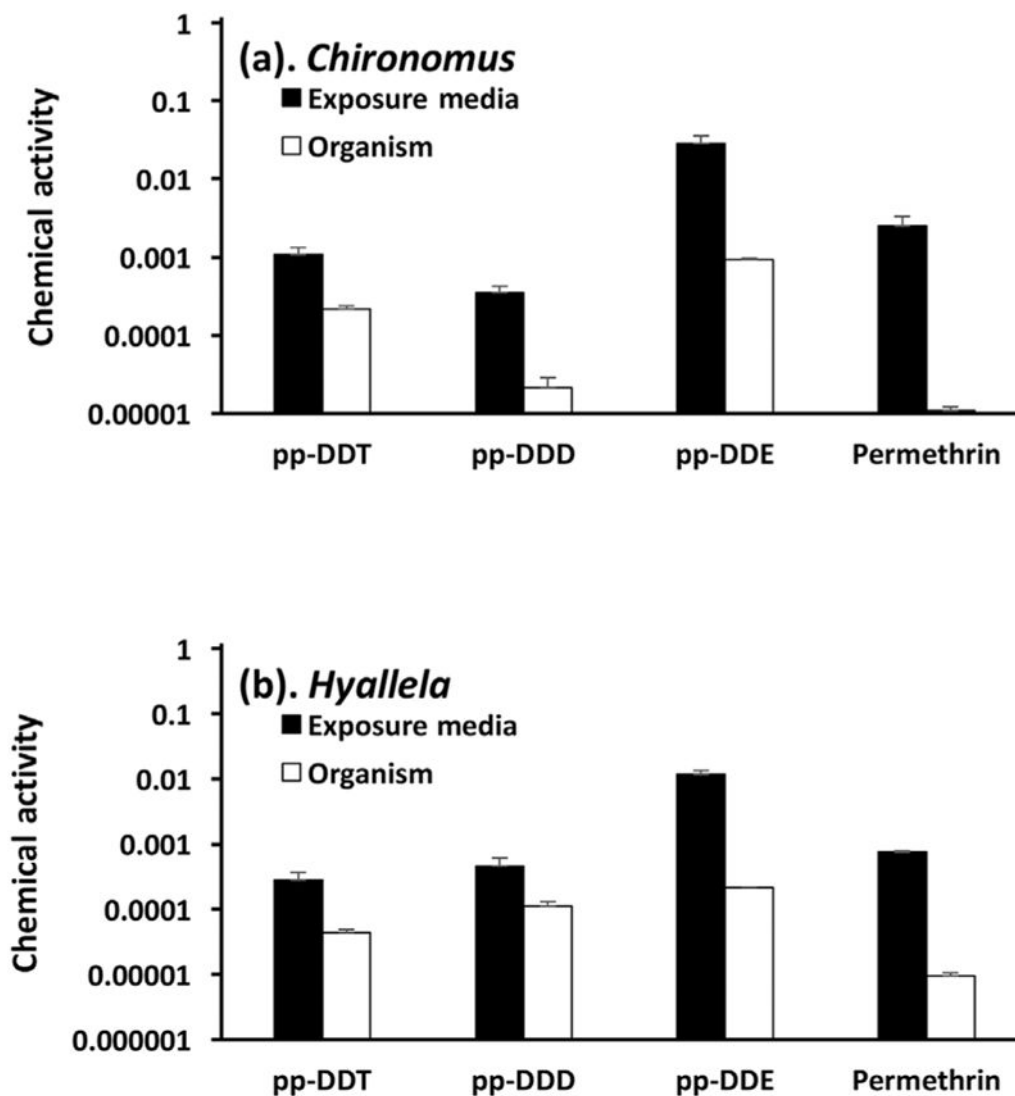 1
(a). Chironomus
Exposure media
0.1
Organism
0.01
0.001
0.0001
0.00001
Chemical activity
pp-DDT pp-DDD pp-DDE Permethrin
1
(b). Hyallela
Exposure media
0.1
Organism
0.01
0.001
0.0001
0.00001
0.000001
Chemical activity
pp-DDT pp-DDD pp-DDE Permethrin